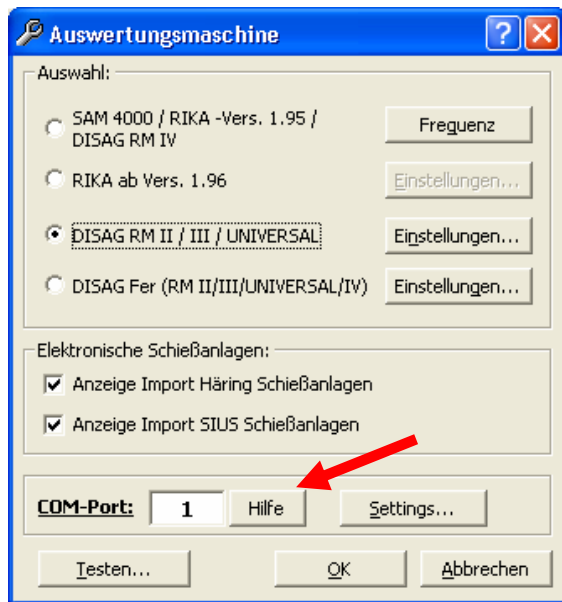 Auswertungsmaschine
Auswahl:
SAM 4000 / RIKA -Vers. 1.95 /
DISAG RM IV
Frequenz
RIKA ab Vers. 1.96
Einstellungen...
DISAG RM II / III / UNIVERSAL
Einstellungen...
DISAG Fer (RM II/III/UNIVERSAL/IV)
Einstellungen...
Elektronische Schießanlagen:
Anzeige Import Häring Schießanlagen
Anzeige Import SIUS Schießanlagen
COM-Port:
1
Hilfe
Settings...
Testen...
OK
Abbrechen